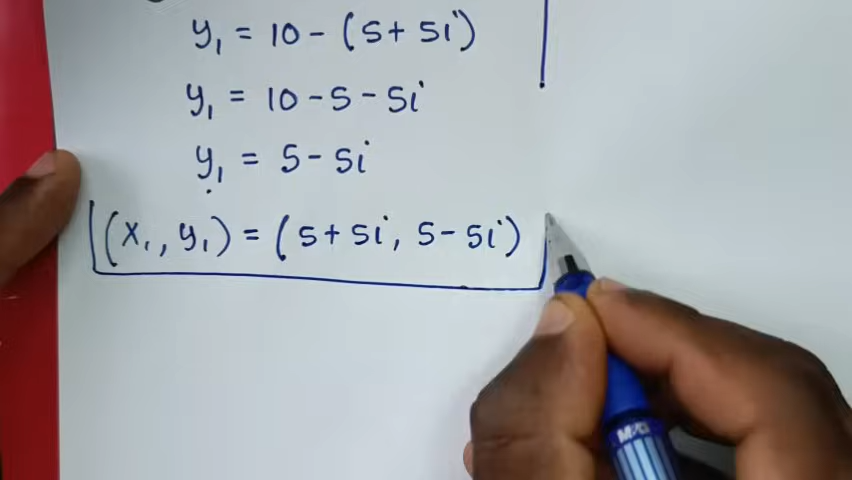 y₁ = 10 - (5 + 5i)
y₁ = 10 - 5 - 5i
y₁ = 5 - 5i
(x₁, y₁) = (5 + 5i, 5 - 5i)
M&G